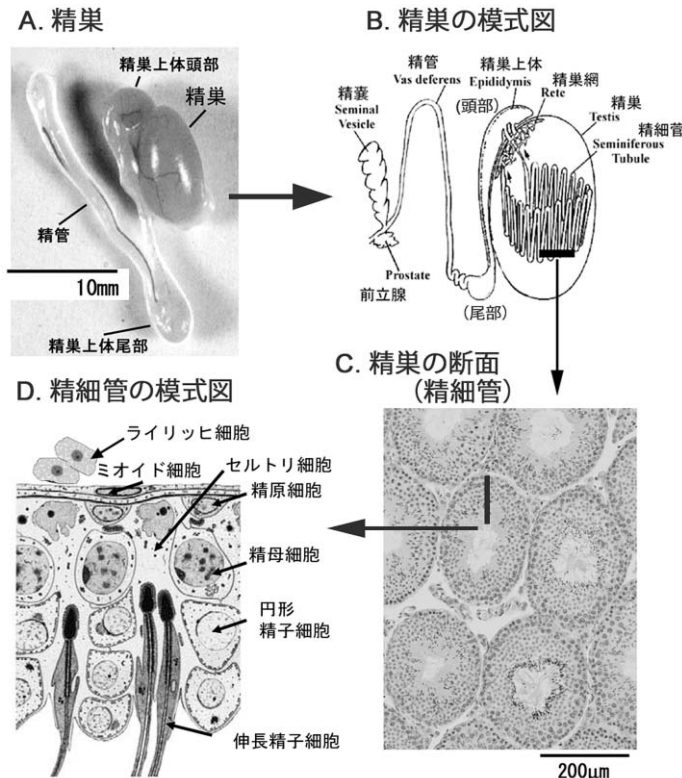 A. 精巣
精巣上体頭部
精巣
精管
10mm
精巣上体尾部
B. 精巣の模式図
精管
Vas deferens
精巣上体
Epididymis
(頭部)
精巣網
Rete
精嚢
Seminal
Vesicle
精巣
Testis
精細菅
Seminiferous
Tubule
Prostate
前立腺
(尾部)
C. 精巣の断面
(精細管)
200μm
D. 精細管の模式図
ライリッヒ細胞
ミオイド細胞
セルトリ細胞
精原細胞
精母細胞
円形
精子細胞
伸長精子細胞